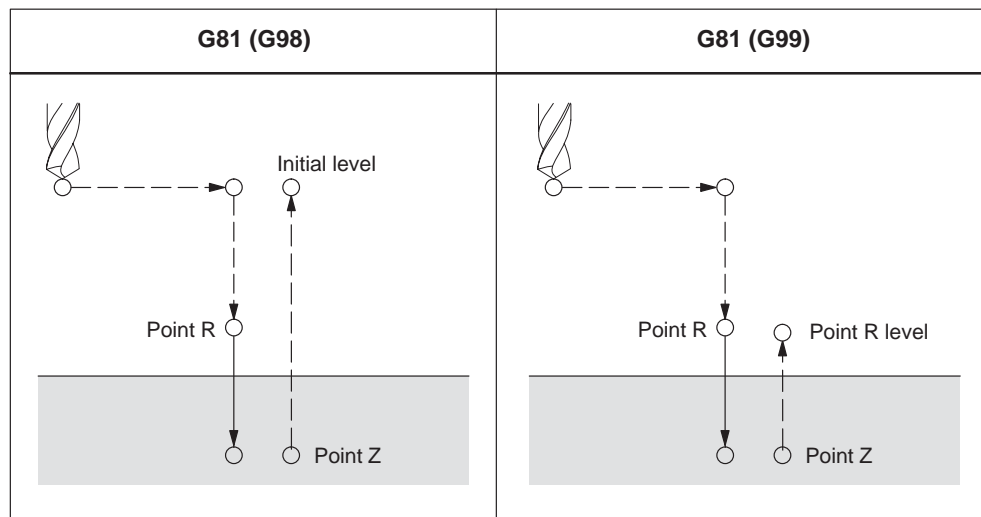 G81 (G98)
G81 (G99)
Initial level
Point R
Point Z
Point R
Point R level
Point Z